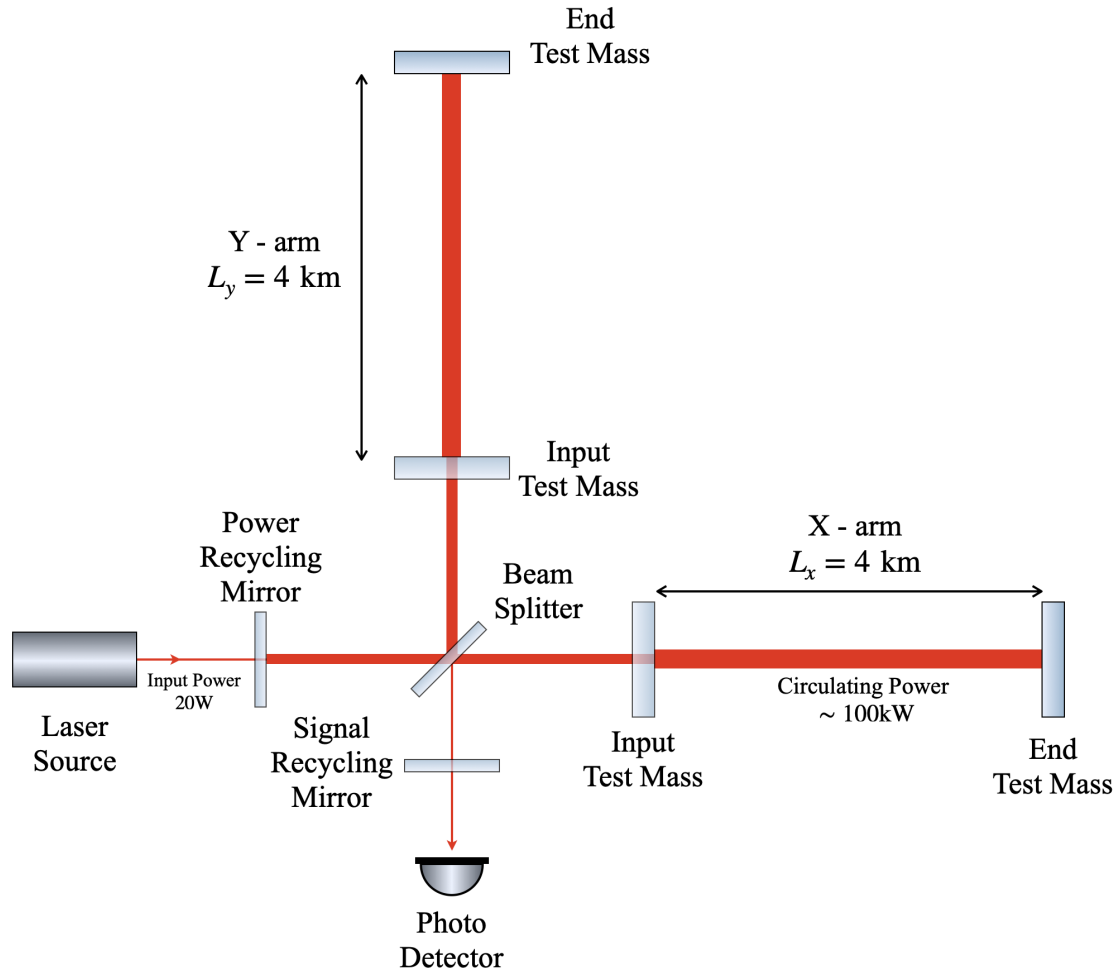 End
Test Mass
Y - arm
L_y = 4 km
Input
Test Mass
Power
Recycling
Mirror
X - arm
L_x = 4 km
Beam
Splitter
Input Power
20W
Circulating Power
~ 100kW
Laser
Source
Signal
Recycling
Mirror
Input
Test Mass
End
Test Mass
Photo
Detector